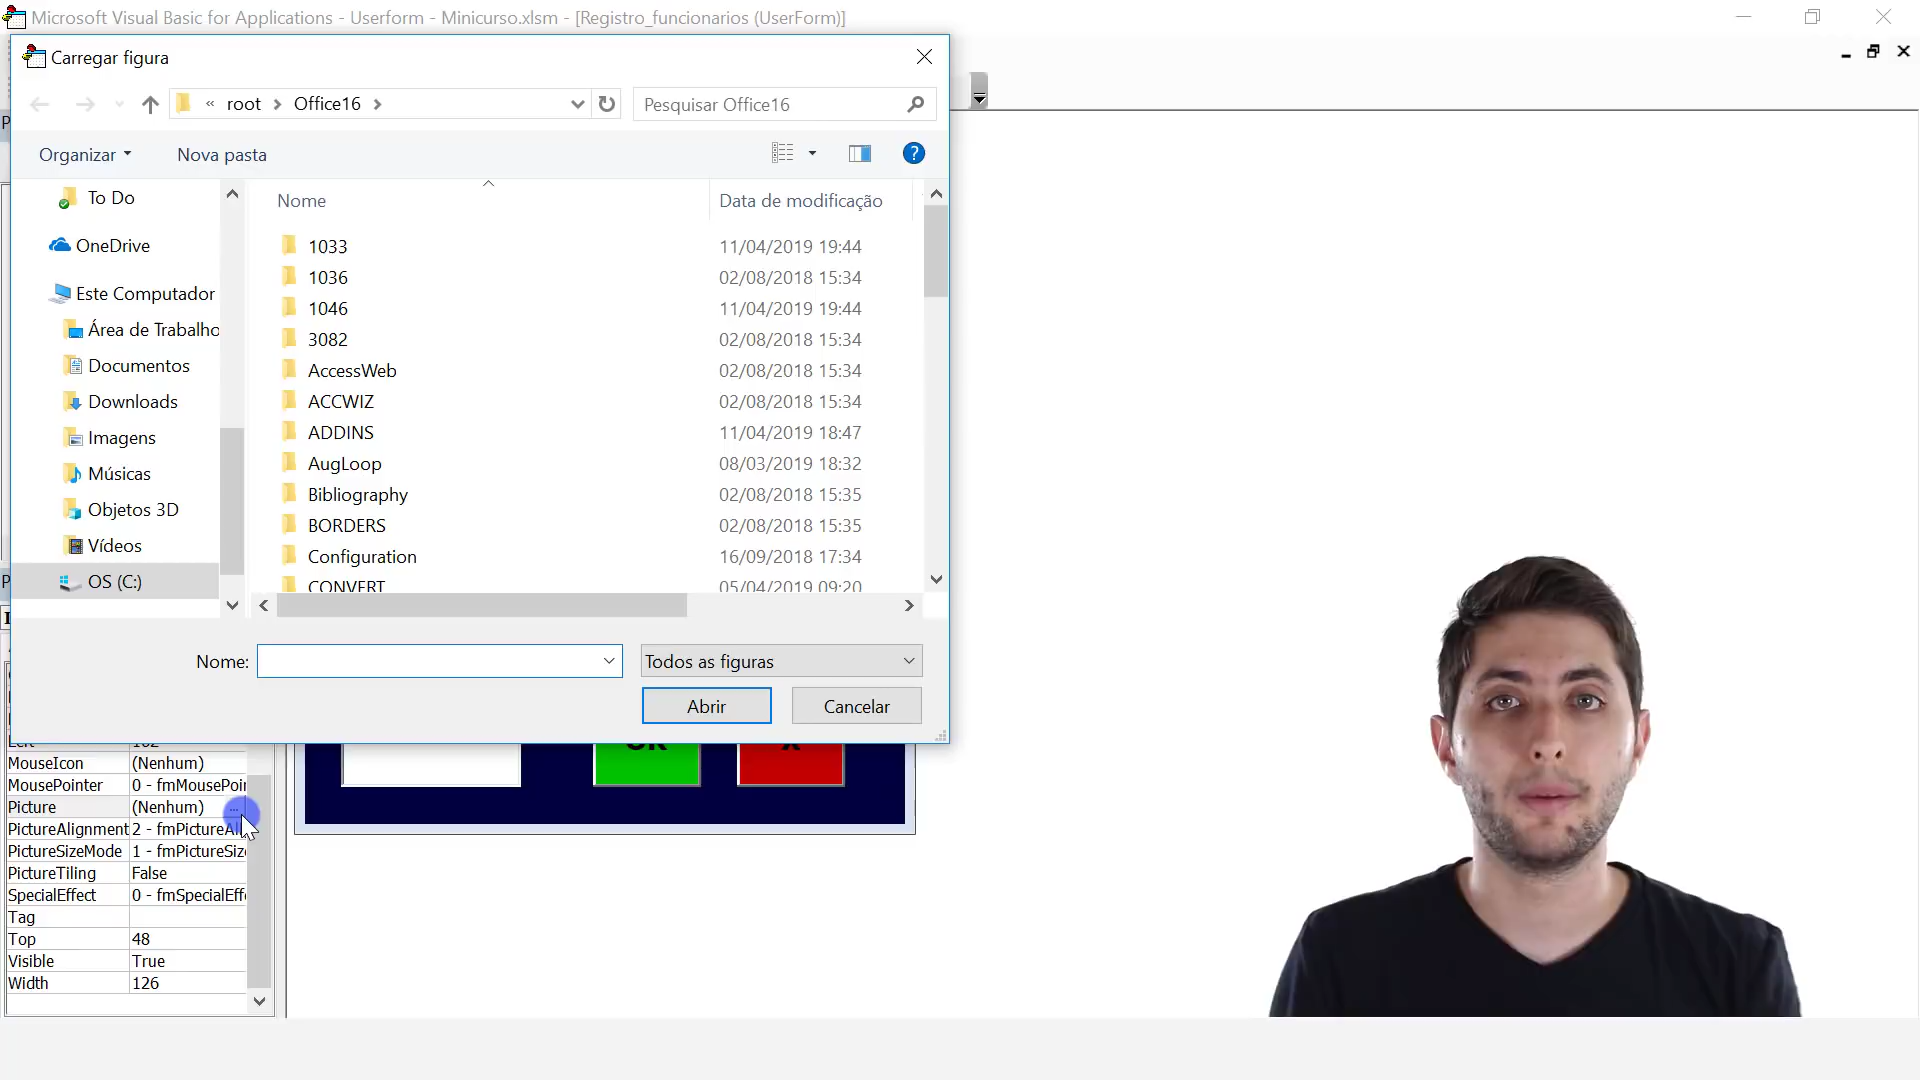 Microsoft Visual Basic for Applications - Userform - Minicurso.xlsm - [Registro_funcionarios (UserForm)]
Carregar figura
« root > Office16 >
Pesquisar Office16
Organizar
Nova pasta
?
To Do
OneDrive
Este Computador
Área de Trabalho
Documentos
Downloads
Imagens
Músicas
Objetos 3D
Vídeos
OS (C:)
Nome Data de modificação
1033 11/04/2019 19:44
1036 02/08/2018 15:34
1046 11/04/2019 19:44
3082 02/08/2018 15:34
AccessWeb 02/08/2018 15:34
ACCWIZ 02/08/2018 15:34
ADDINS 11/04/2019 18:47
AugLoop 08/03/2019 18:32
Bibliography 02/08/2018 15:35
BORDERS 02/08/2018 15:35
Configuration 16/09/2018 17:34
CONVERT 05/04/2019 09:20
Nome:
Todos as figuras
Abrir
Cancelar
MouseIcon (Nenhum)
MousePointer 0 - fmMousePoin
Picture (Nenhum) ...
PictureAlignment 2 - fmPictureAl
PictureSizeMode 1 - fmPictureSiz
PictureTiling False
SpecialEffect 0 - fmSpecialEff
Tag
Top 48
Visible True
Width 126